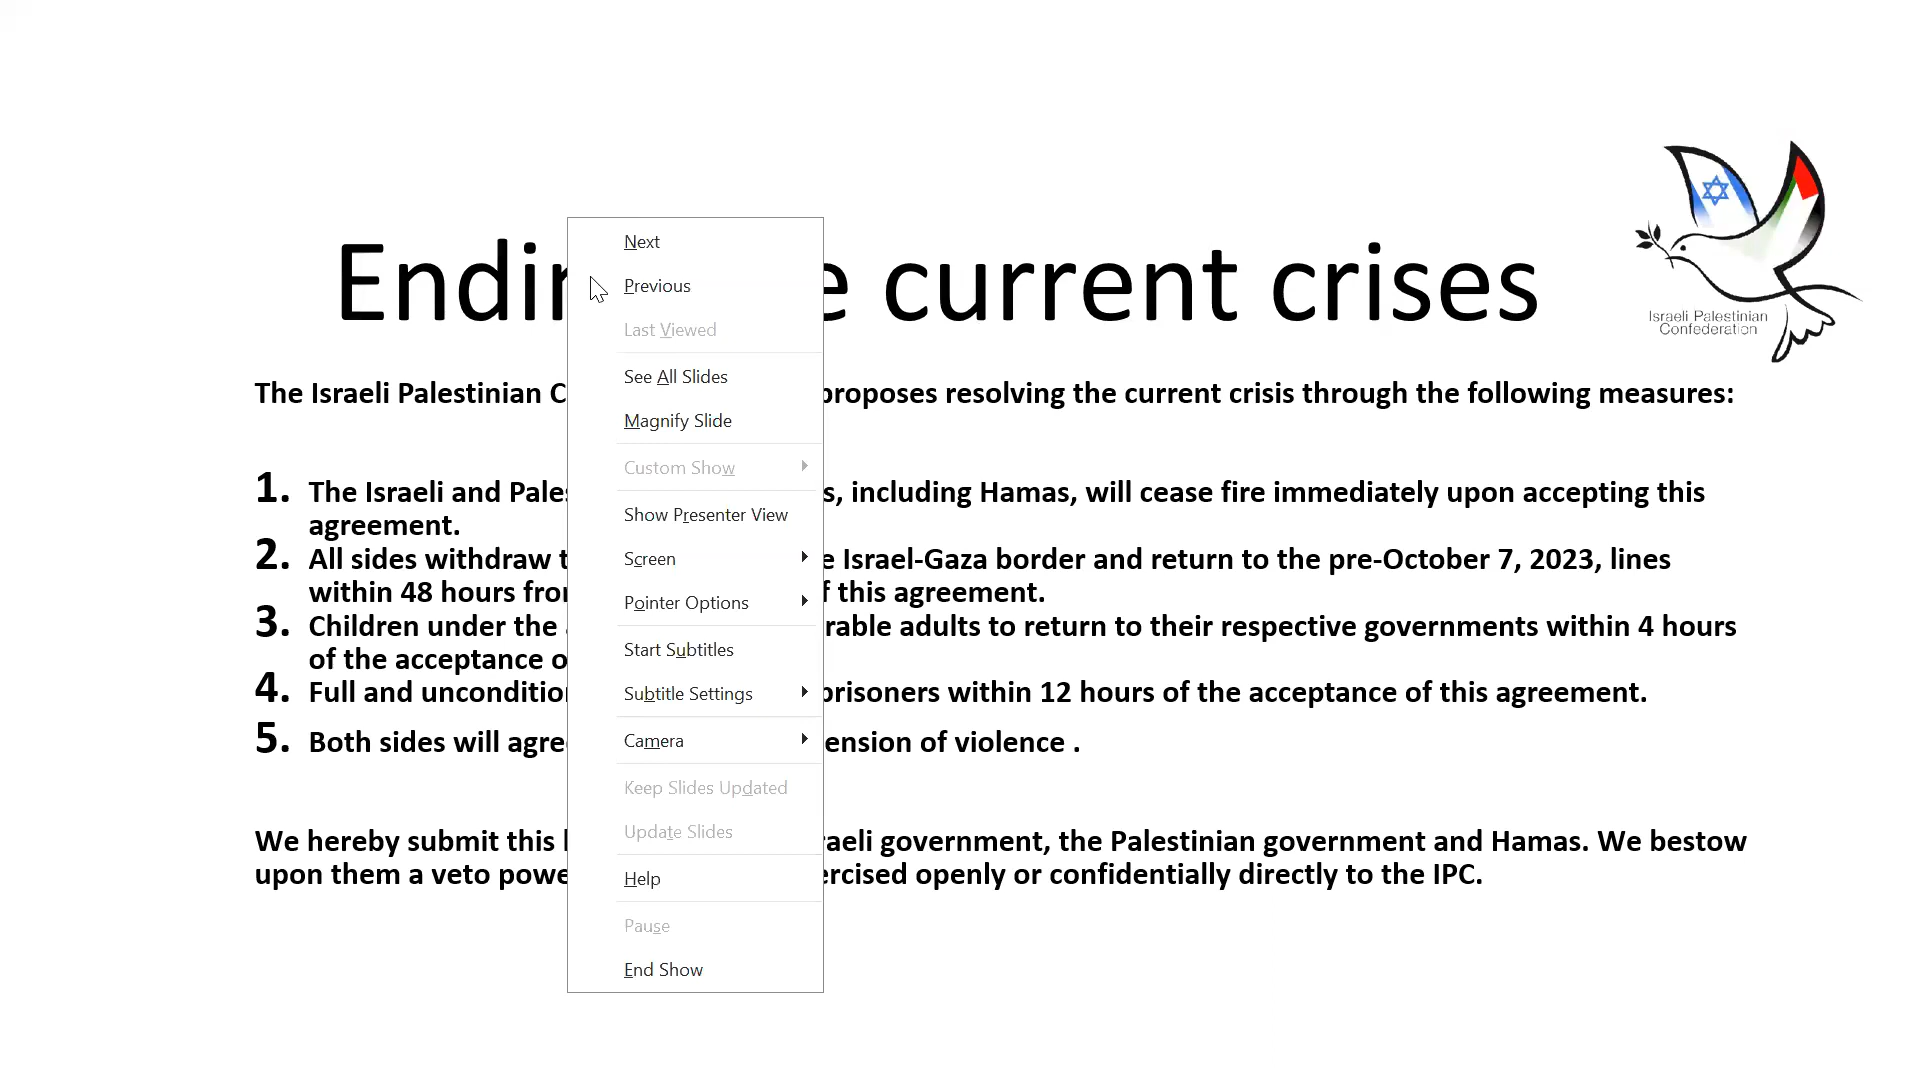 Endin
e current crises
Israeli Palestinian
Confederation
The Israeli Palestinian C
proposes resolving the current crisis through the following measures:
1. The Israeli and Pales
s, including Hamas, will cease fire immediately upon accepting this
agreement.
2. All sides withdraw t
e Israel-Gaza border and return to the pre-October 7, 2023, lines
within 48 hours from
f this agreement.
3. Children under the
rable adults to return to their respective governments within 4 hours
of the acceptance o
4. Full and unconditio
prisoners within 12 hours of the acceptance of this agreement.
5. Both sides will agre
ension of violence .
We hereby submit this
raeli government, the Palestinian government and Hamas. We bestow
upon them a veto powe
ercised openly or confidentially directly to the IPC.
Next
Previous
Last Viewed
See All Slides
Magnify Slide
Custom Show
Show Presenter View
Screen
Pointer Options
Start Subtitles
Subtitle Settings
Camera
Keep Slides Updated
Update Slides
Help
Pause
End Show